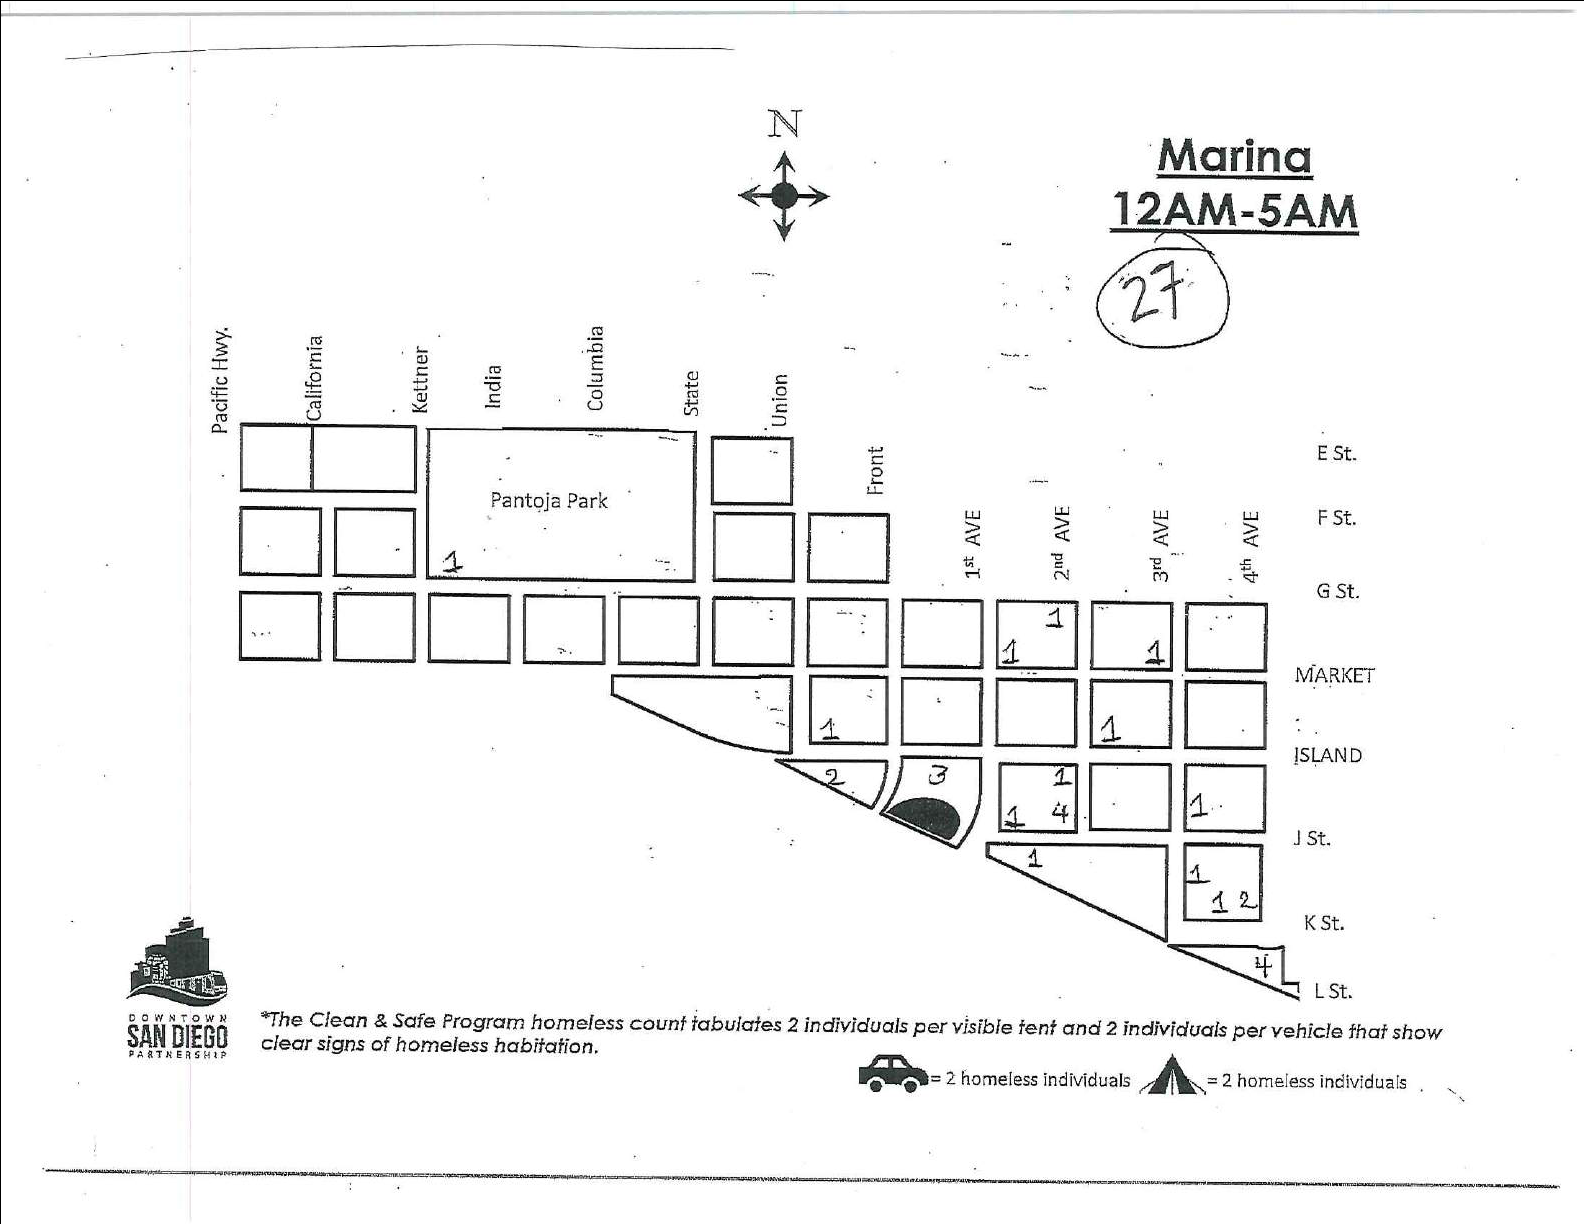 N
Marina
12AM-5AM
27
Pacific Hwy.
California
Kettner
India
Columbia
State
Union
Front
1st AVE
2nd AVE
3rd AVE
4th AVE
E St.
F St.
G St.
MARKET
ISLAND
J St.
K St.
L St.
Pantoja Park
1
1
1
1
1
1
2
3
1
1 4
1
1
1
1 2
4
DOWNTOWN
SAN DIEGO
PARTNERSHIP
*The Clean & Safe Program homeless count tabulates 2 individuals per visible tent and 2 individuals per vehicle that show
clear signs of homeless habitation.
= 2 homeless individuals
= 2 homeless individuals